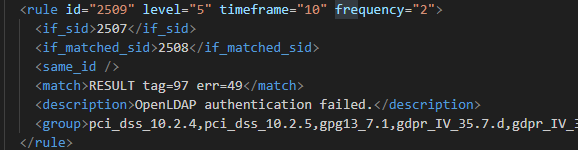 <rule id="2509" level="5" timeframe="10" frequency="2">
<if_sid>2507</if_sid>
<if_matched_sid>2508</if_matched_sid>
<same_id />
<match>RESULT tag=97 err=49</match>
<description>OpenLDAP authentication failed.</description>
<group>pci_dss_10.2.4,pci_dss_10.2.5,gpg13_7.1,gdpr_IV_35.7.d,gdpr_IV_3
</rule>